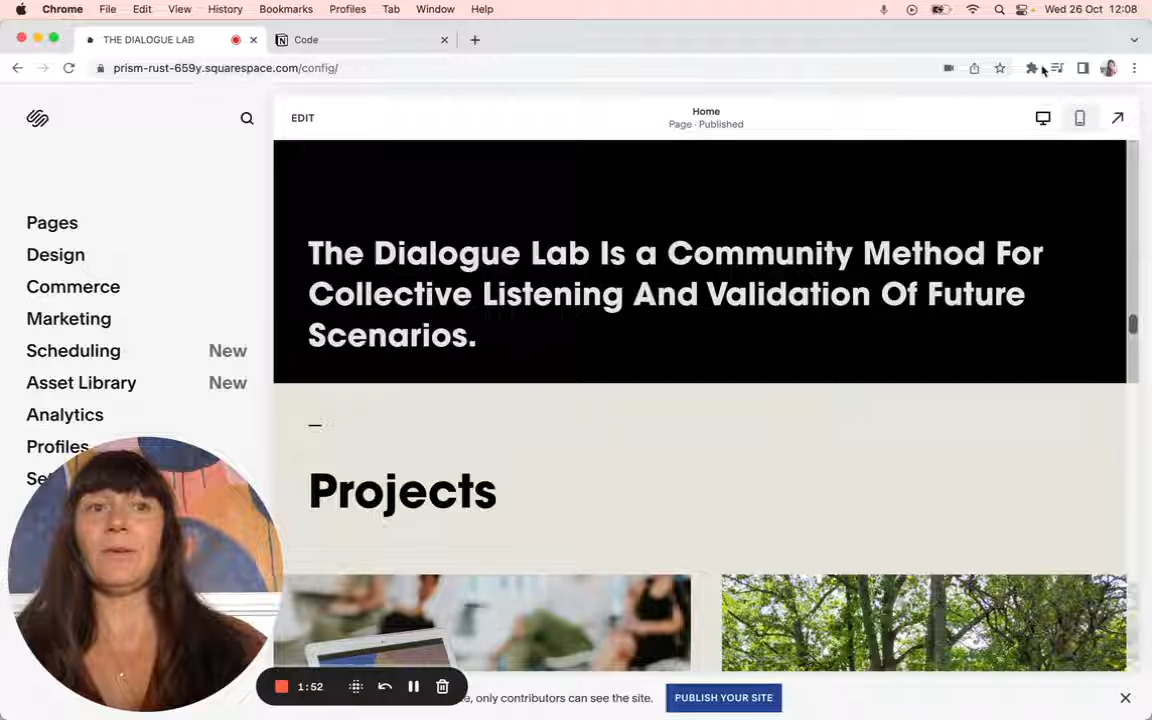 Chrome File Edit View History Bookmarks Profiles Tab Window Help Wed 26 Oct 12:08
THE DIALOGUE LAB Code
prism-rust-659y.squarespace.com/config/
EDIT
Home
Page · Published
Pages
Design
Commerce
Marketing
Scheduling New
Asset Library New
Analytics
Profiles
The Dialogue Lab Is a Community Method For
Collective Listening And Validation Of Future
Scenarios.
Projects
1:52
only contributors can see the site. PUBLISH YOUR SITE